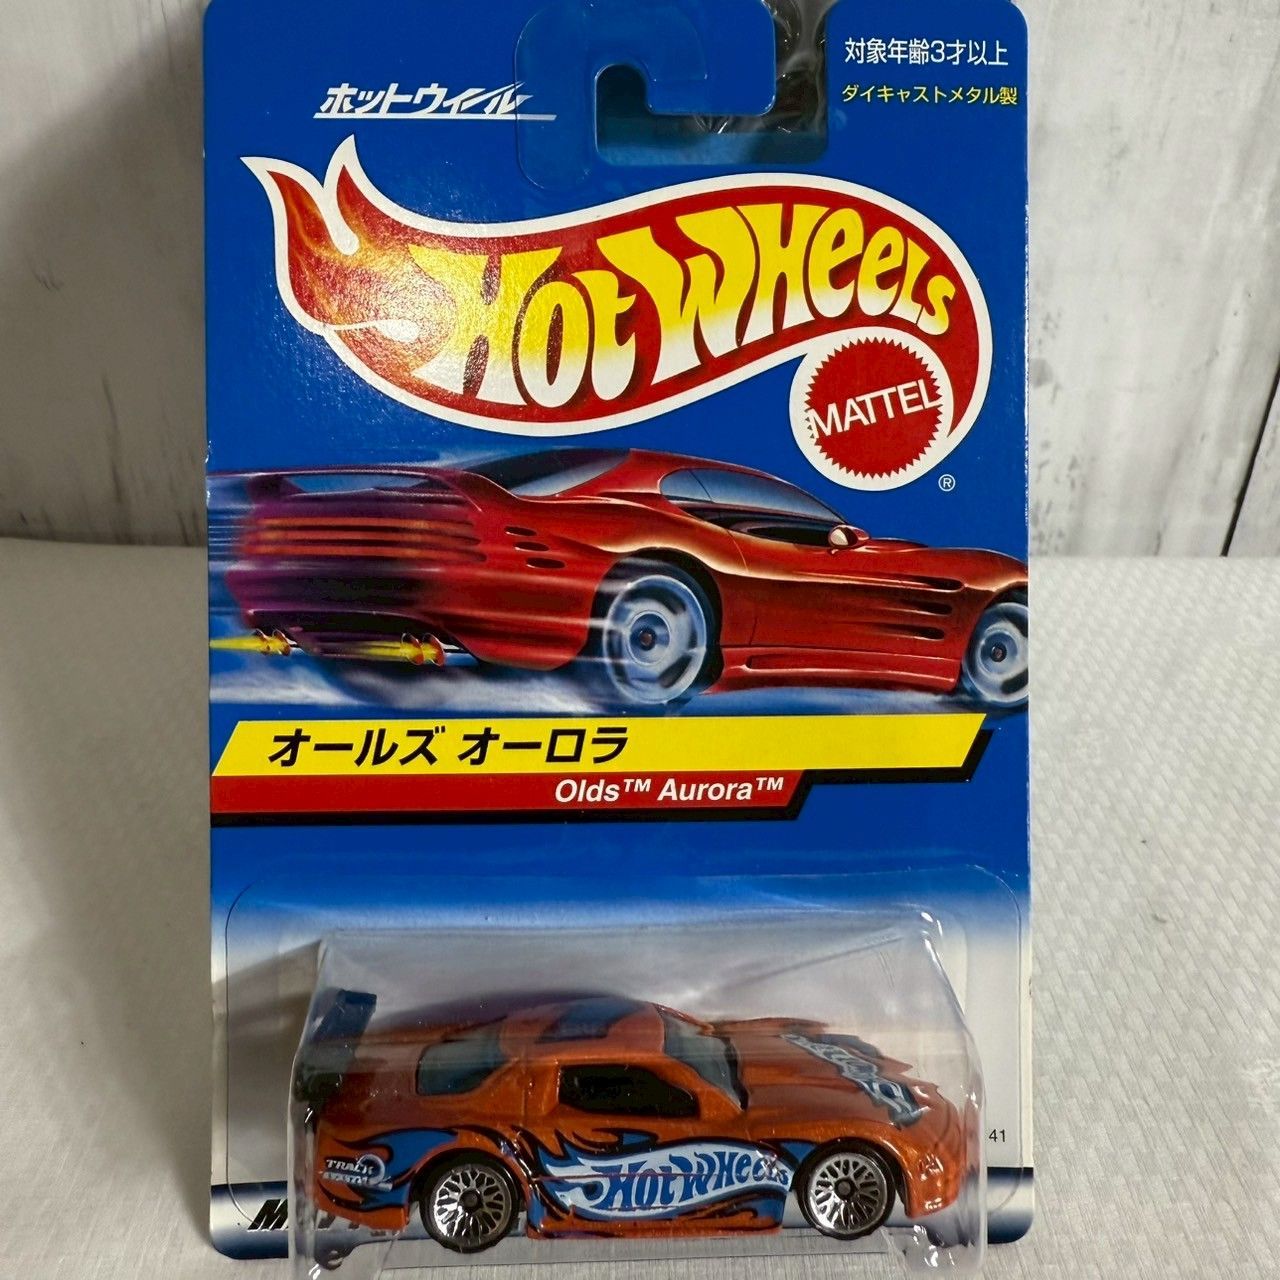 対象年齢3才以上
ダイキャストメタル製
ホットウィール
HOT WHEELS
MATTEL
®
オールズ オーロラ
Olds™ Aurora™
41
TRACK
HOT WHEELS